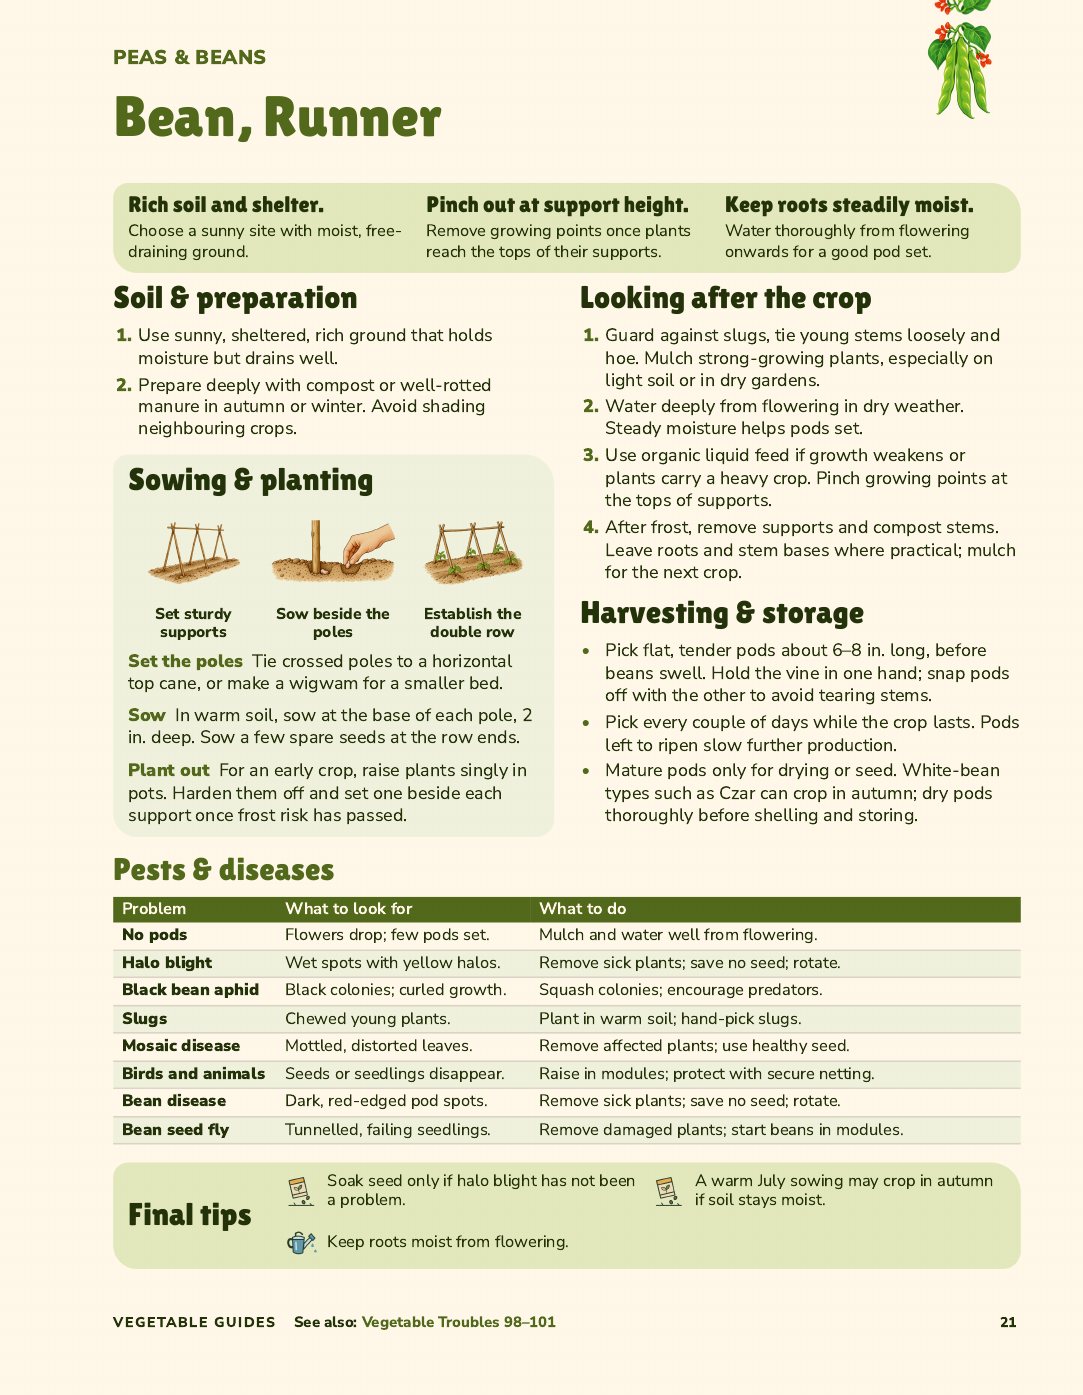 PEAS & BEANS
Bean, Runner
Rich soil and shelter.
Choose a sunny site with moist, free-
draining ground.
Pinch out at support height.
Remove growing points once plants
reach the tops of their supports.
Keep roots steadily moist.
Water thoroughly from flowering
onwards for a good pod set.
Soil & preparation
1. Use sunny, sheltered, rich ground that holds
moisture but drains well.
2. Prepare deeply with compost or well-rotted
manure in autumn or winter. Avoid shading
neighbouring crops.
Sowing & planting
Set sturdy
supports
Sow beside the
poles
Establish the
double row
Set the poles Tie crossed poles to a horizontal
top cane, or make a wigwam for a smaller bed.
Sow In warm soil, sow at the base of each pole, 2
in. deep. Sow a few spare seeds at the row ends.
Plant out For an early crop, raise plants singly in
pots. Harden them off and set one beside each
support once frost risk has passed.
Looking after the crop
1. Guard against slugs, tie young stems loosely and
hoe. Mulch strong-growing plants, especially on
light soil or in dry gardens.
2. Water deeply from flowering in dry weather.
Steady moisture helps pods set.
3. Use organic liquid feed if growth weakens or
plants carry a heavy crop. Pinch growing points at
the tops of supports.
4. After frost, remove supports and compost stems.
Leave roots and stem bases where practical; mulch
for the next crop.
Harvesting & storage
• Pick flat, tender pods about 6–8 in. long, before
beans swell. Hold the vine in one hand; snap pods
off with the other to avoid tearing stems.
• Pick every couple of days while the crop lasts. Pods
left to ripen slow further production.
• Mature pods only for drying or seed. White-bean
types such as Czar can crop in autumn; dry pods
thoroughly before shelling and storing.
Pests & diseases
Problem What to look for What to do
No pods Flowers drop; few pods set. Mulch and water well from flowering.
Halo blight Wet spots with yellow halos. Remove sick plants; save no seed; rotate.
Black bean aphid Black colonies; curled growth. Squash colonies; encourage predators.
Slugs Chewed young plants. Plant in warm soil; hand-pick slugs.
Mosaic disease Mottled, distorted leaves. Remove affected plants; use healthy seed.
Birds and animals Seeds or seedlings disappear. Raise in modules; protect with secure netting.
Bean disease Dark, red-edged pod spots. Remove sick plants; save no seed; rotate.
Bean seed fly Tunnelled, failing seedlings. Remove damaged plants; start beans in modules.
Final tips
Soak seed only if halo blight has not been
a problem.
A warm July sowing may crop in autumn
if soil stays moist.
Keep roots moist from flowering.
VEGETABLE GUIDES See also: Vegetable Troubles 98–101 21